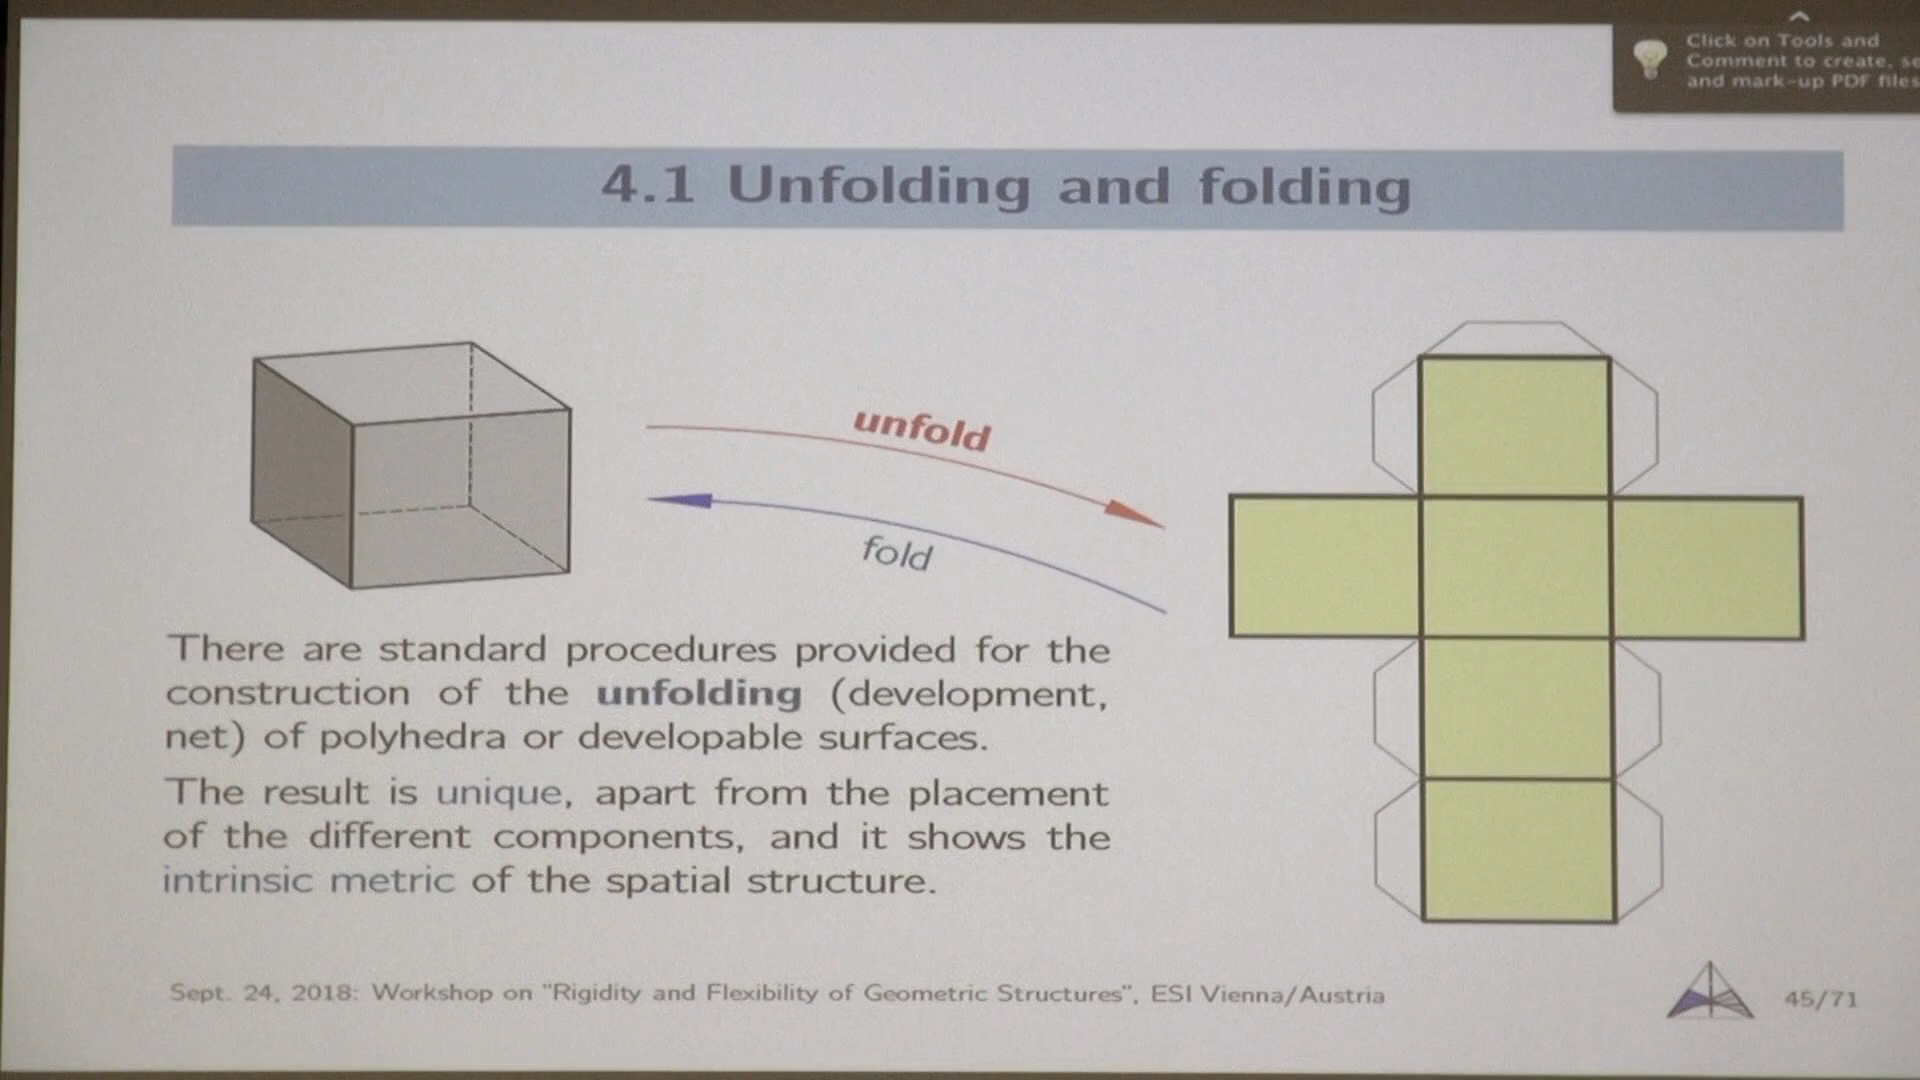 Click on Tools and
Comment to create, se
and mark-up PDF files
4.1 Unfolding and folding
unfold
fold
There are standard procedures provided for the
construction of the unfolding (development,
net) of polyhedra or developable surfaces.
The result is unique, apart from the placement
of the different components, and it shows the
intrinsic metric of the spatial structure.
Sept. 24, 2018: Workshop on "Rigidity and Flexibility of Geometric Structures", ESI Vienna/Austria
45/71